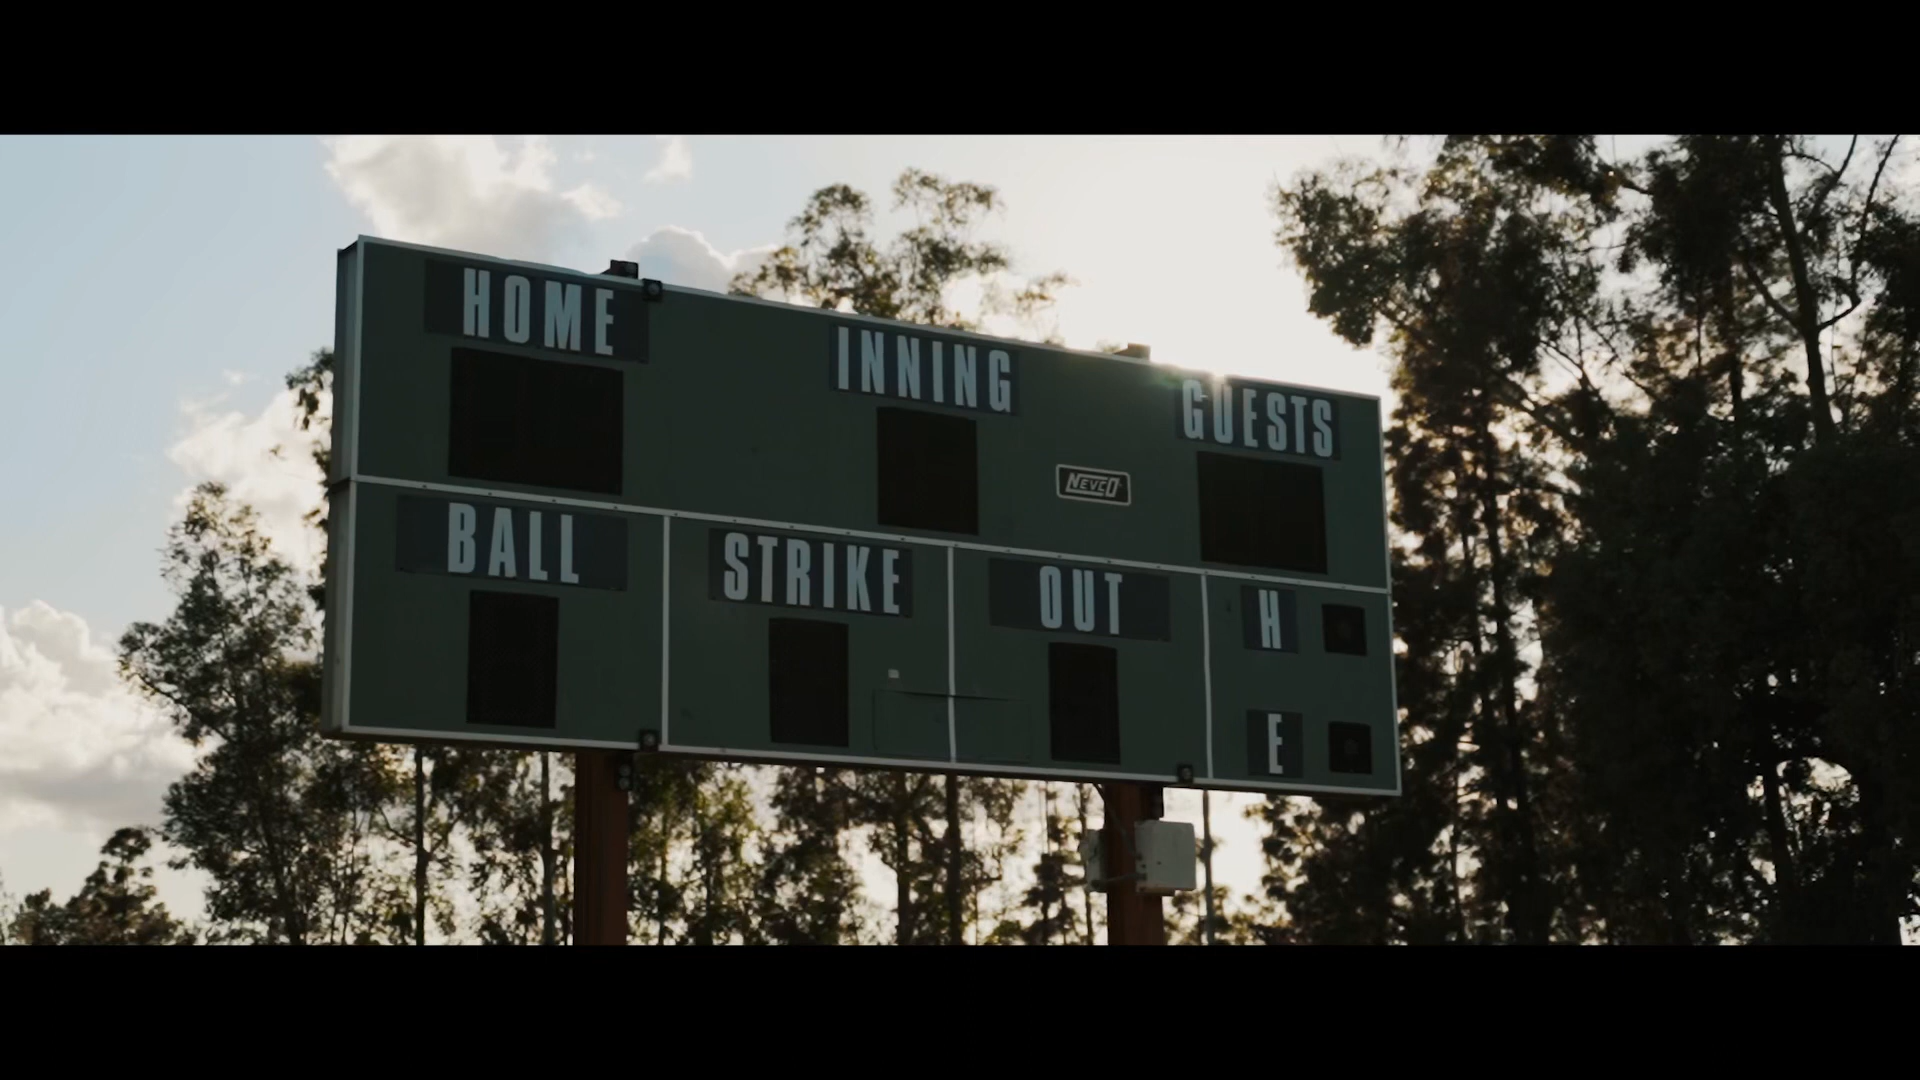 HOME
INNING
GUESTS
NEVCO
BALL
STRIKE
OUT
H
E